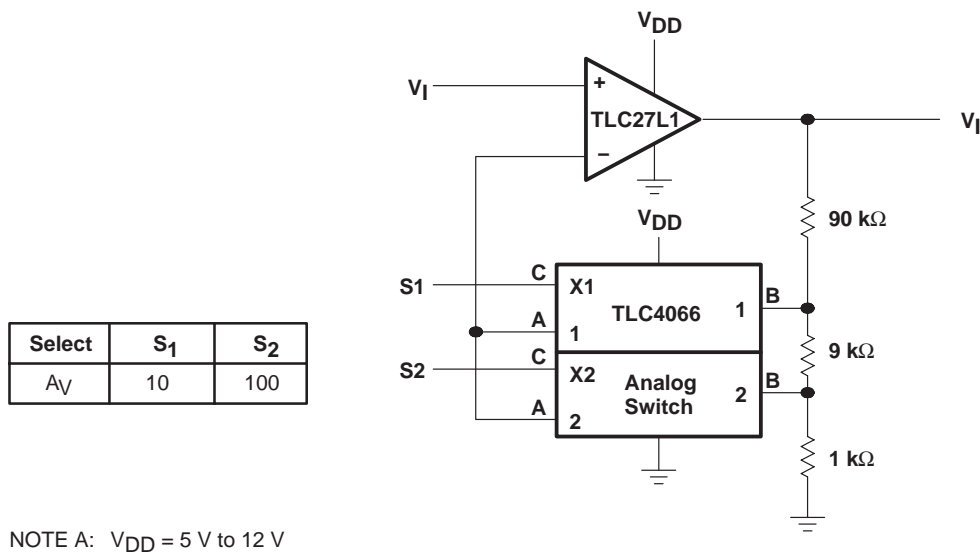 VDD
VI
+
TLC27L1
−
VI
90 kΩ
VDD
S1
C
X1
TLC4066
1
B
A
1
9 kΩ
S2
C
X2
Analog
Switch
2
B
A
2
1 kΩ
Select S1 S2
AV 10 100
NOTE A: VDD = 5 V to 12 V